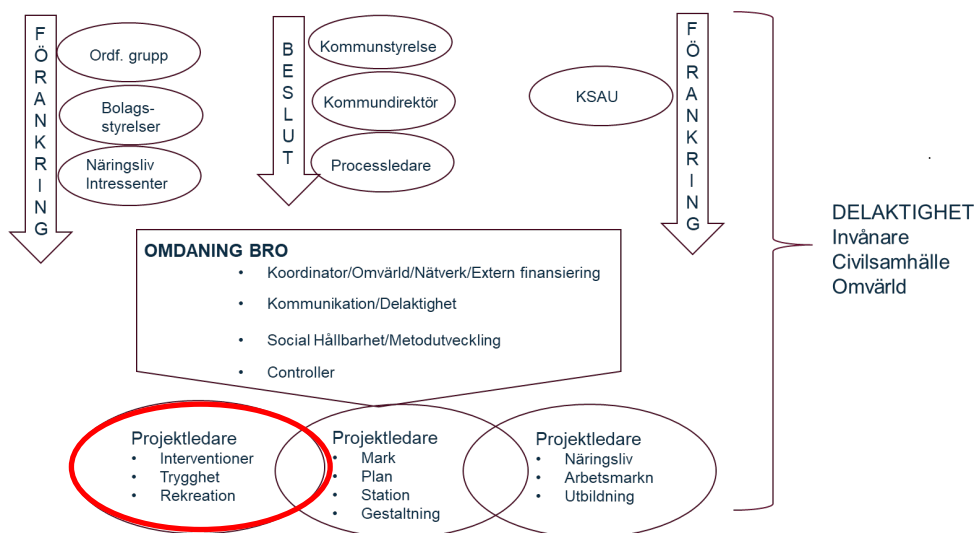 FÖRANKRING
Ordf. grupp
Bolags-
styrelser
Näringsliv
Intressenter
BESLUT
Kommunstyrelse
Kommundirektör
Processledare
KSAU
FÖRANKRING
DELAKTIGHET
Invånare
Civilsamhälle
Omvärld
OMDANING BRO
• Koordinator/Omvärld/Nätverk/Extern finansiering
• Kommunikation/Delaktighet
• Social Hållbarhet/Metodutveckling
• Controller
Projektledare
• Interventioner
• Trygghet
• Rekreation
Projektledare
• Mark
• Plan
• Station
• Gestaltning
Projektledare
• Näringsliv
• Arbetsmarkn
• Utbildning